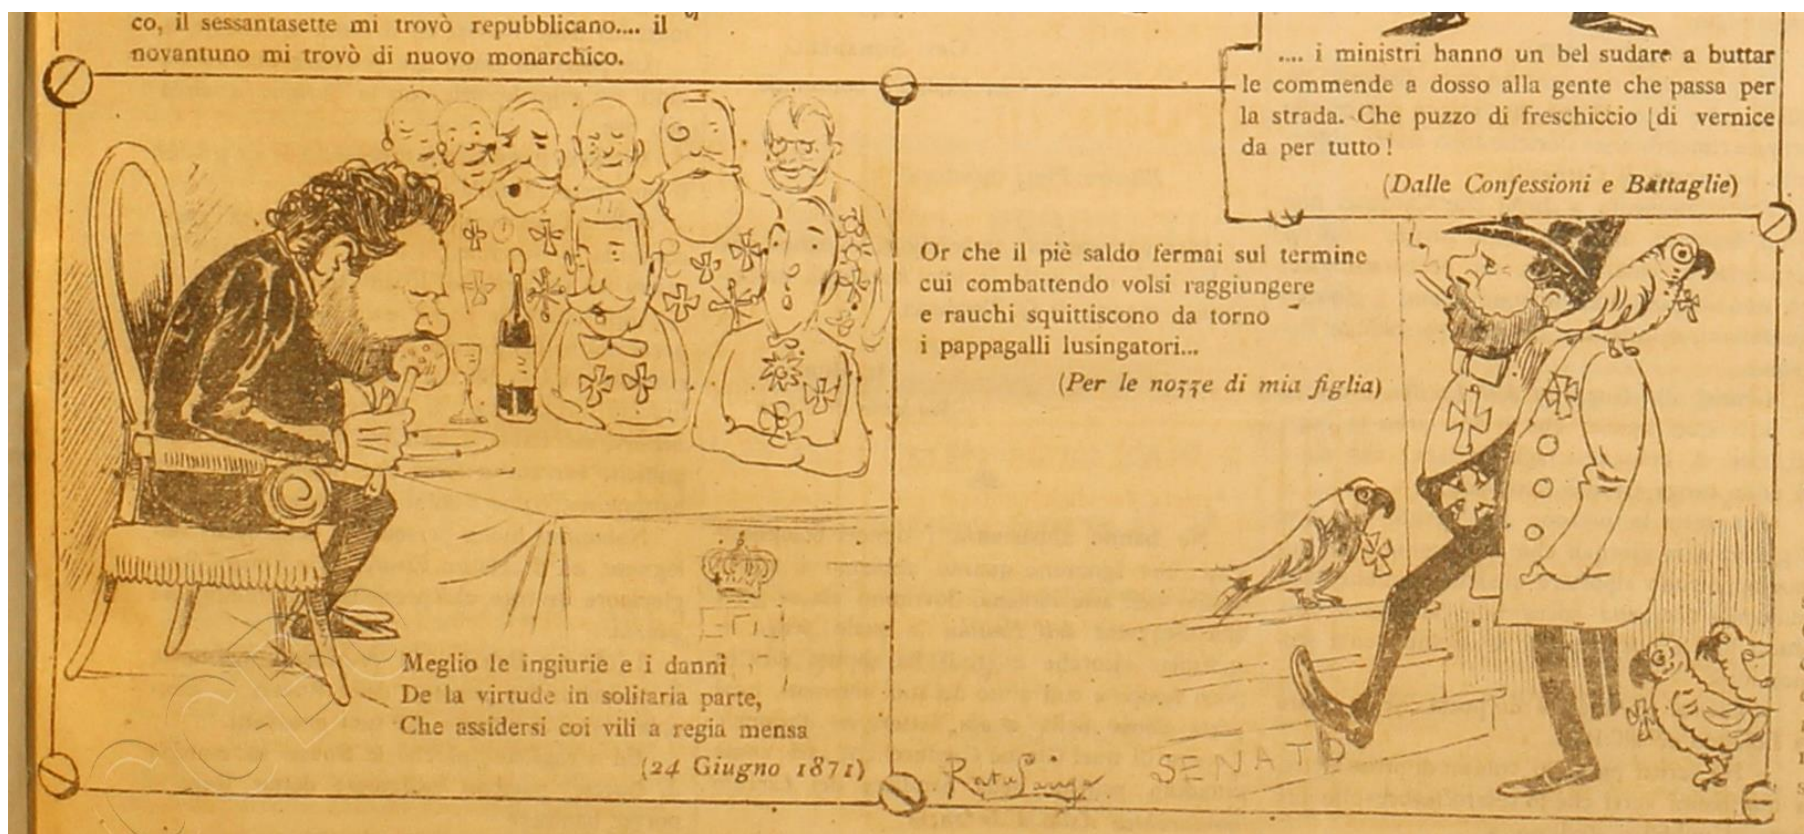 co, il sessantasette mi trovò repubblicano.... il
novantuno mi trovò di nuovo monarchico.
.... i ministri hanno un bel sudare a buttar
le commende a dosso alla gente che passa per
la strada. Che puzzo di freschiccio di vernice
da per tutto!
(Dalle Confessioni e Battaglie)
Or che il piè saldo fermai sul termine
cui combattendo volsi raggiungere
e rauchi squittiscono da torno
i pappagalli lusingatori...
(Per le nozze di mia figlia)
Meglio le ingiurie e i danni
De la virtude in solitaria parte,
Che assidersi coi vili a regia mensa
(24 Giugno 1871)
SENATO